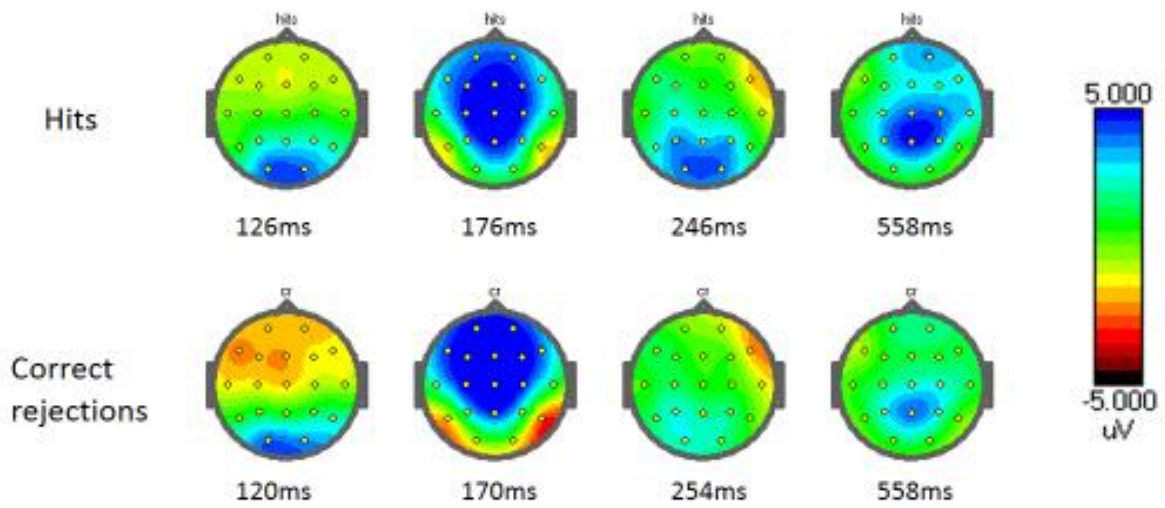 hits hits hits hits
Hits
5.000
126ms 176ms 246ms 558ms
cr cr cr cr
Correct
rejections
-5.000
uV
120ms 170ms 254ms 558ms